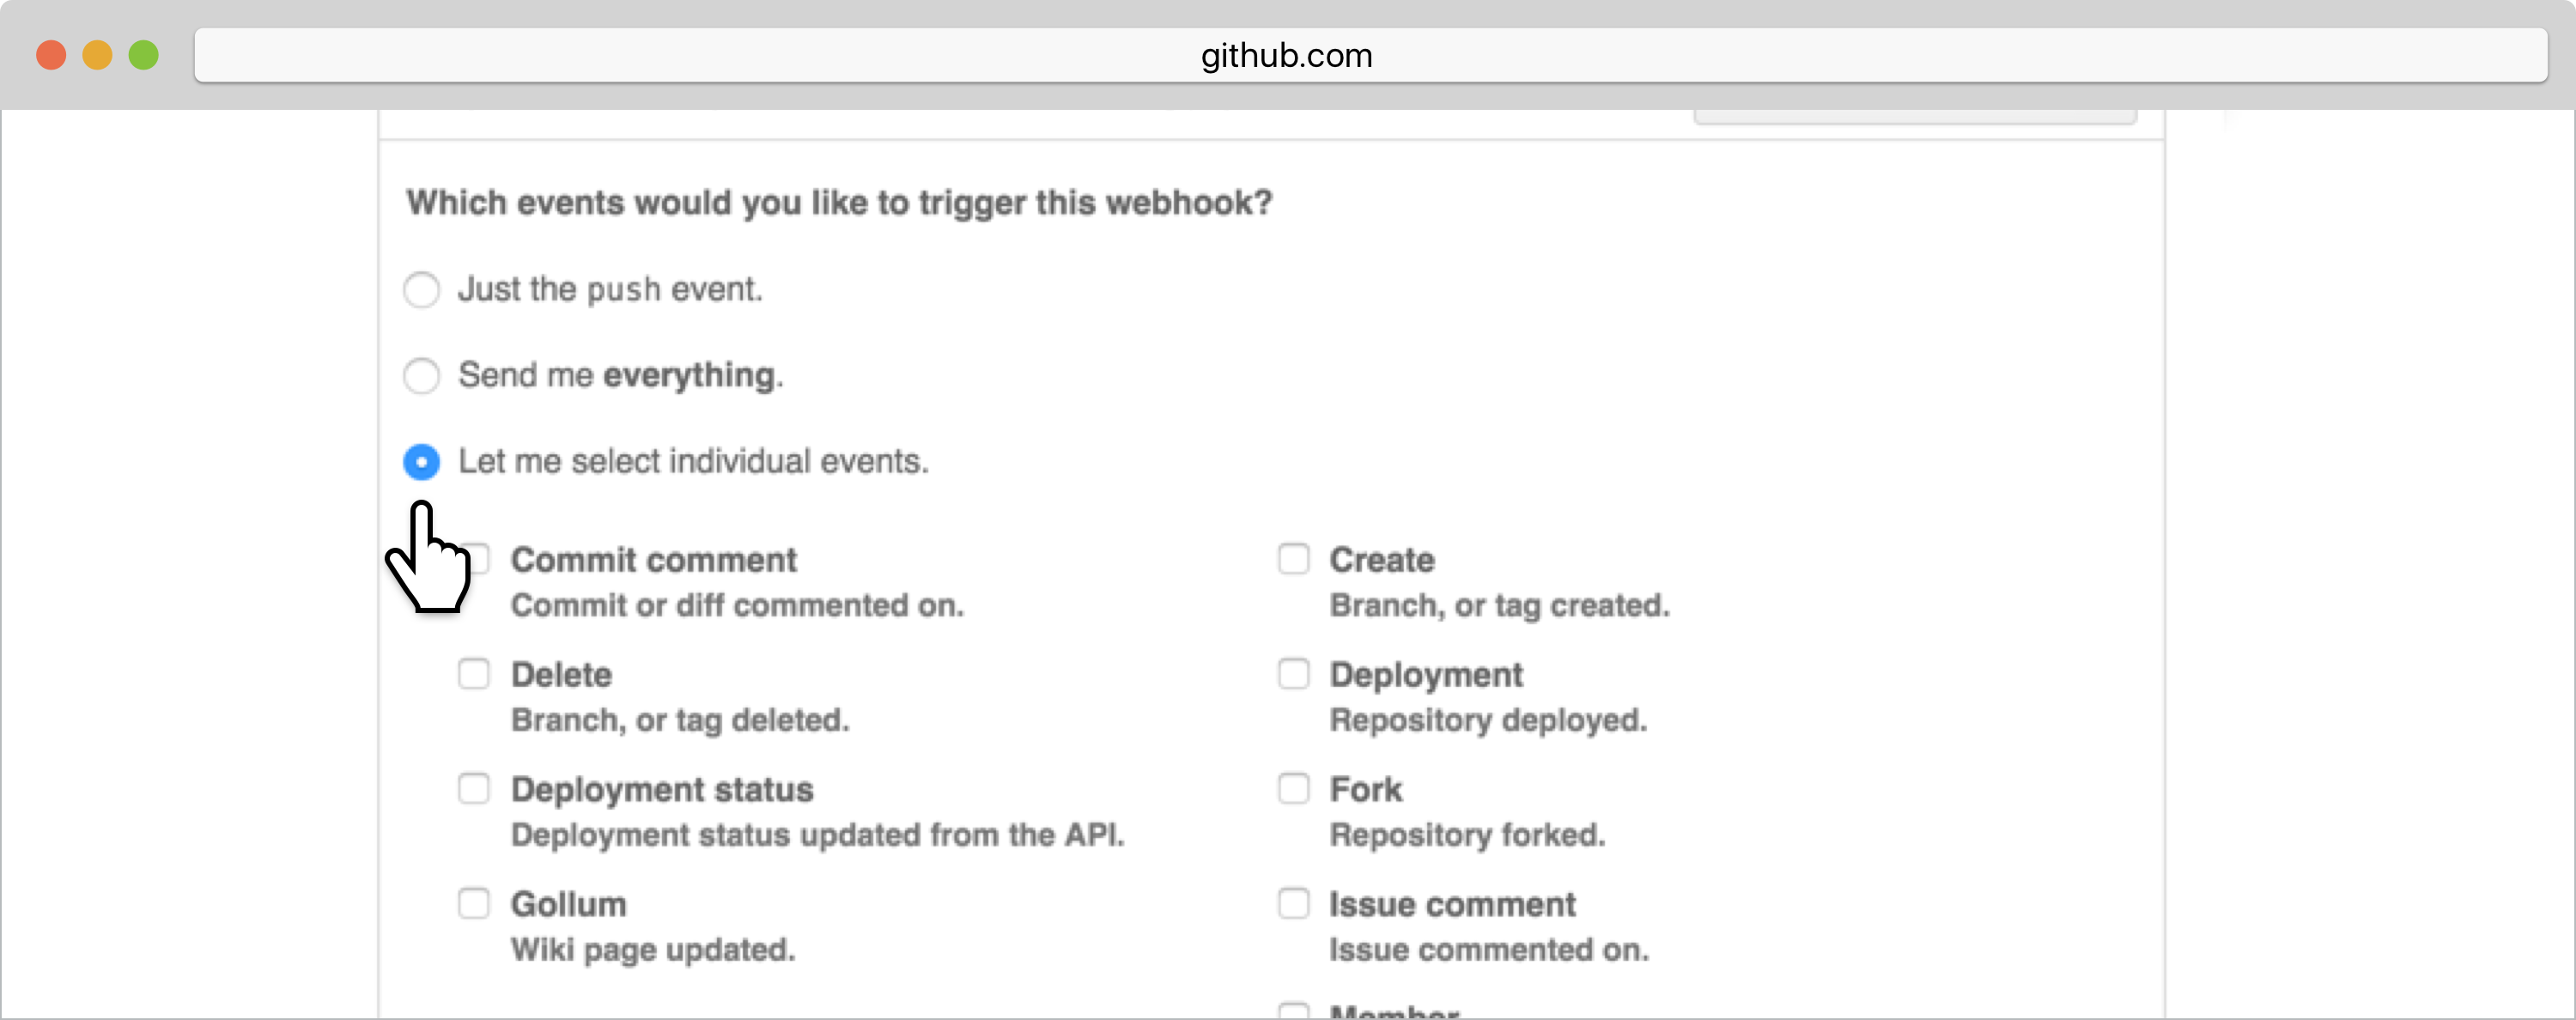 github.com
Which events would you like to trigger this webhook?
Just the push event.
Send me everything.
Let me select individual events.
Commit comment
Commit or diff commented on.
Create
Branch, or tag created.
Delete
Branch, or tag deleted.
Deployment
Repository deployed.
Deployment status
Deployment status updated from the API.
Fork
Repository forked.
Gollum
Wiki page updated.
Issue comment
Issue commented on.
Member